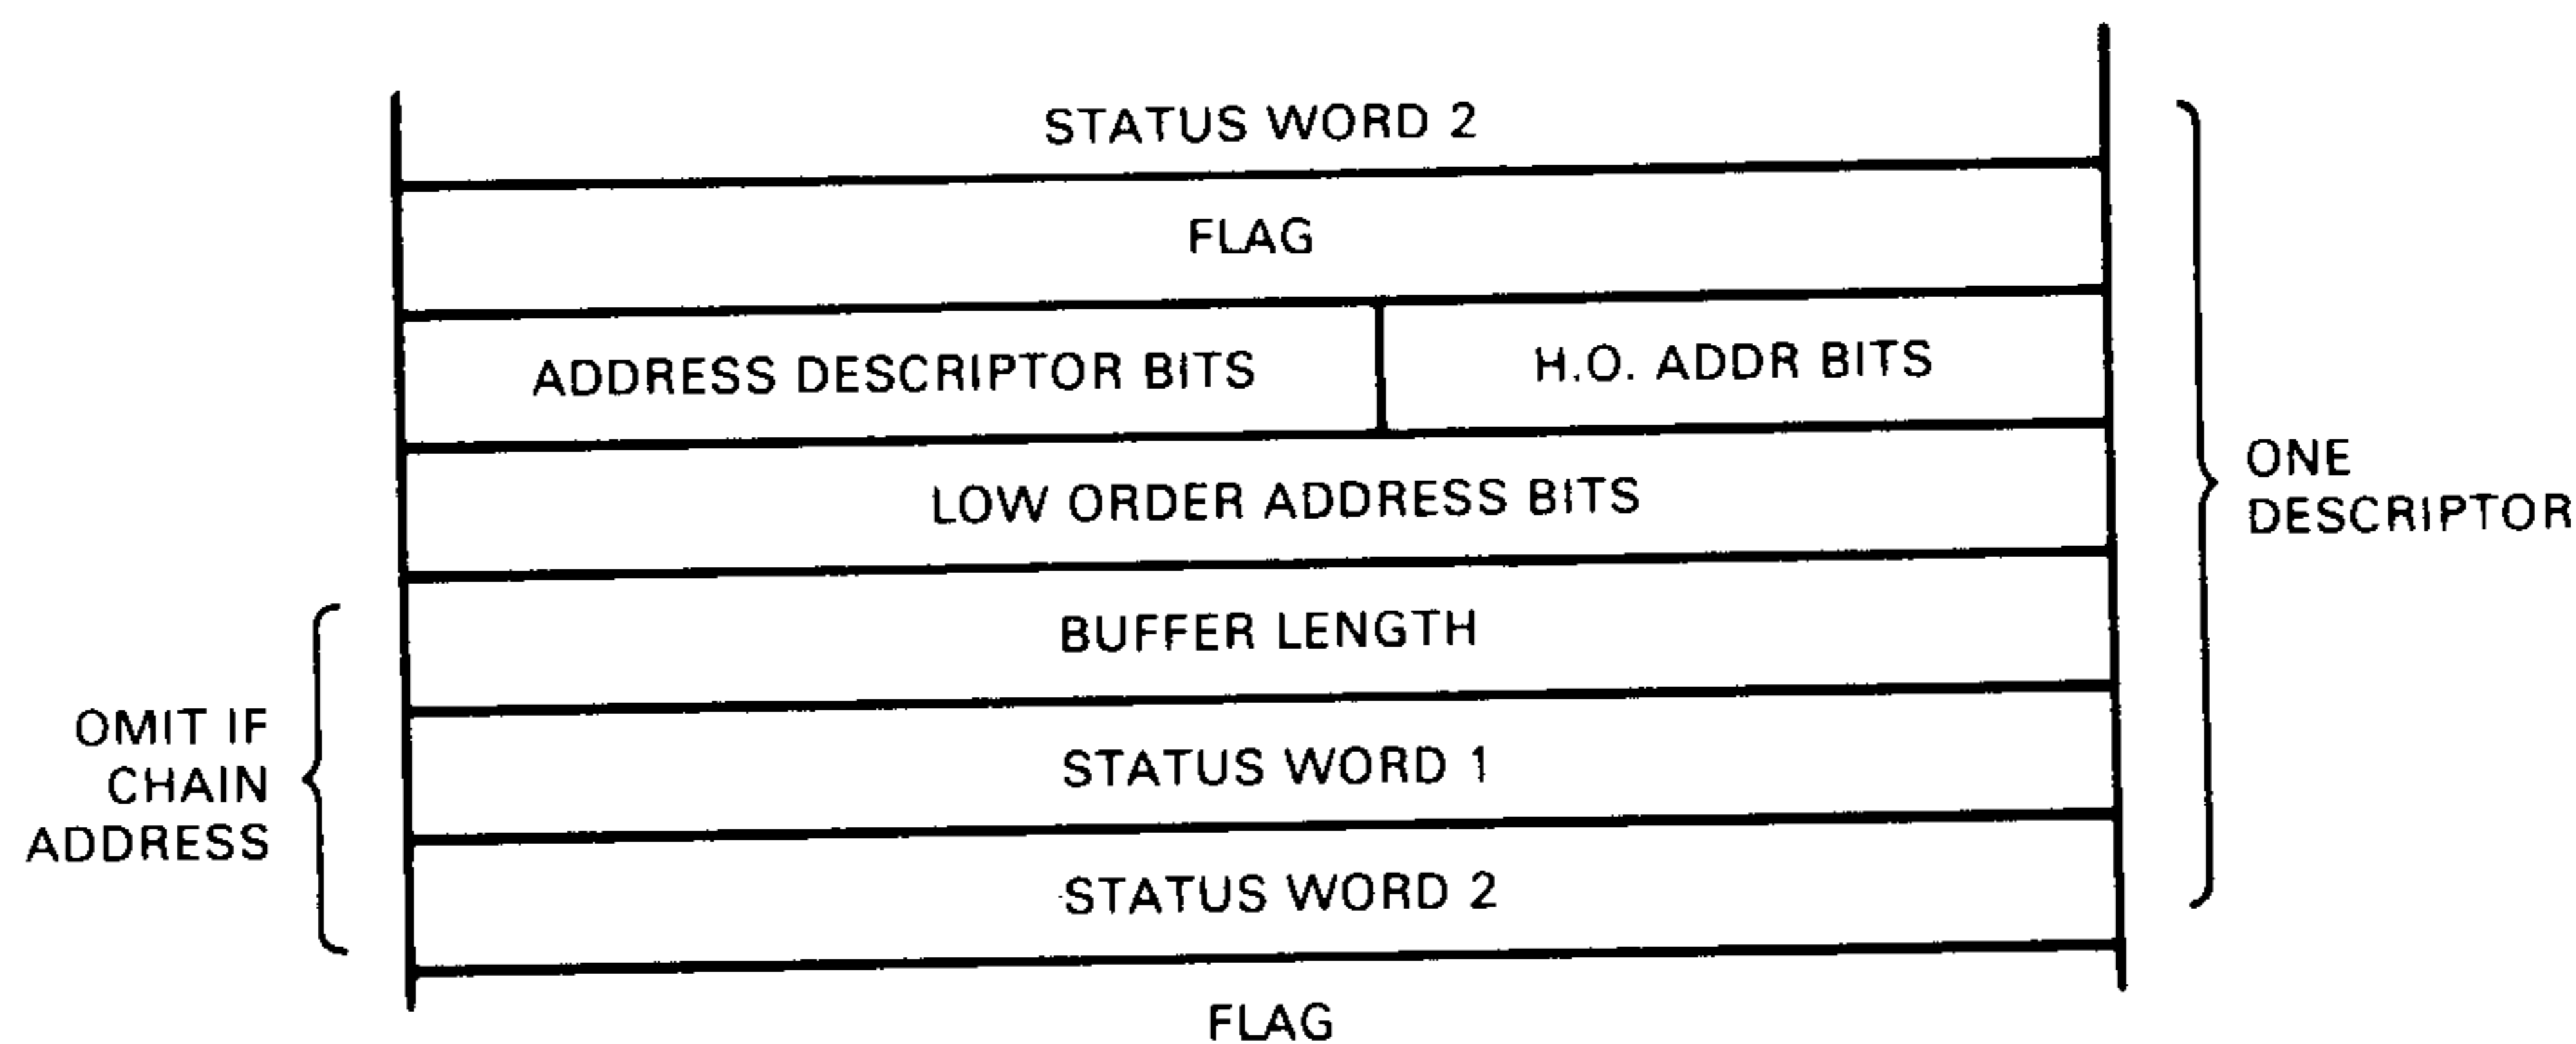 STATUS WORD 2
FLAG
ADDRESS DESCRIPTOR BITS
H.O. ADDR BITS
LOW ORDER ADDRESS BITS
ONE
DESCRIPTOR
BUFFER LENGTH
OMIT IF
CHAIN
ADDRESS
STATUS WORD 1
STATUS WORD 2
FLAG